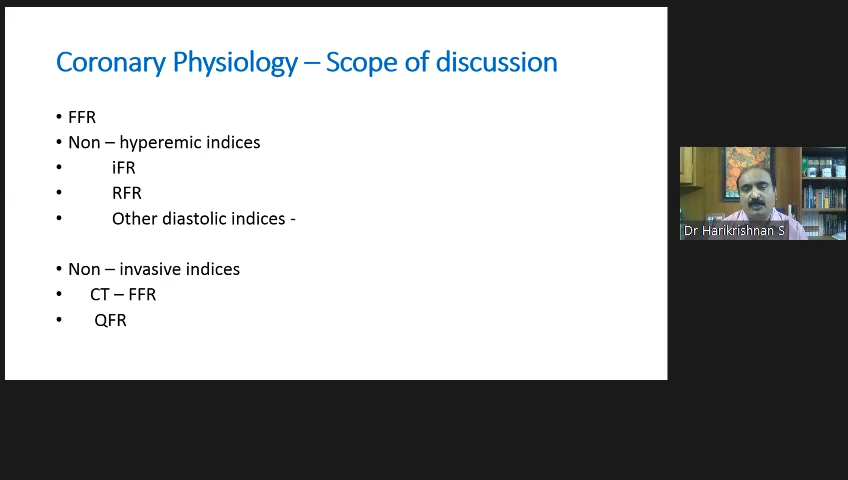 Coronary Physiology – Scope of discussion
• FFR
• Non – hyperemic indices
• iFR
• RFR
• Other diastolic indices -
• Non – invasive indices
• CT – FFR
• QFR
Dr Harikrishnan S